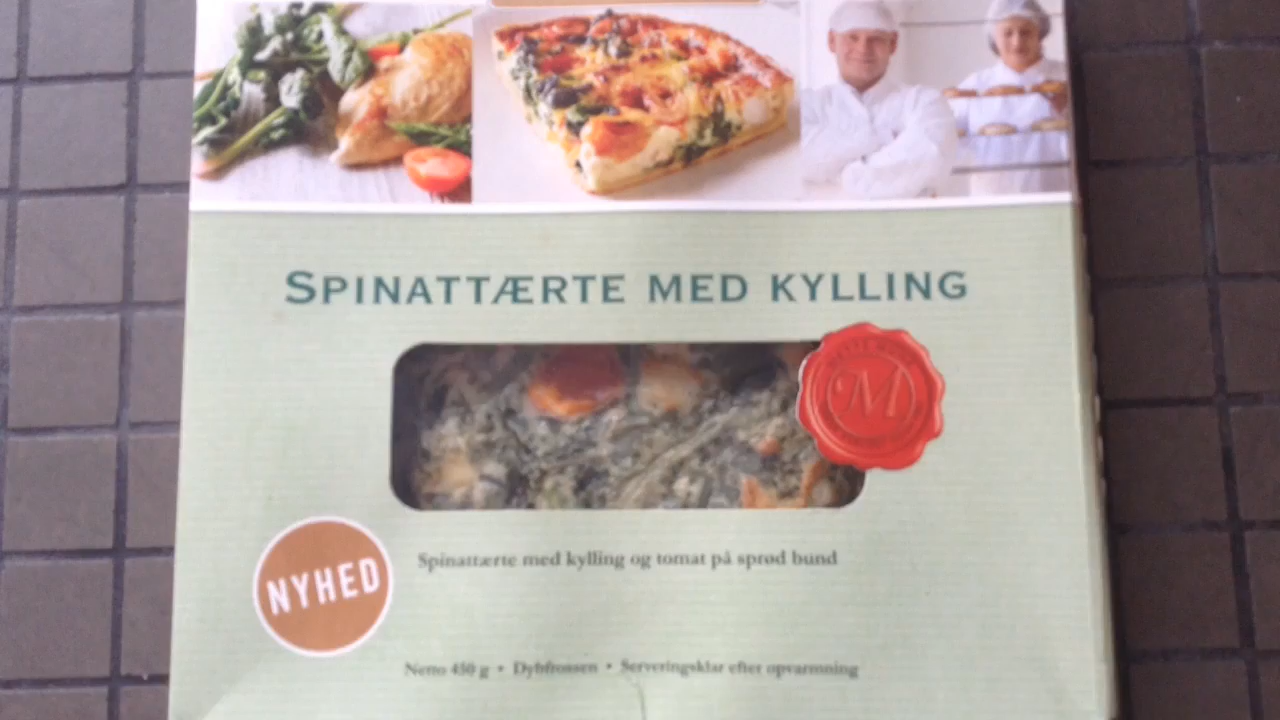 SPINATTÆRTE MED KYLLING
M
NYHED
Spinattærte med kylling og tomat på sprød bund
Netto 450 g • Dybfrossen • Serveringsklar efter opvarmning